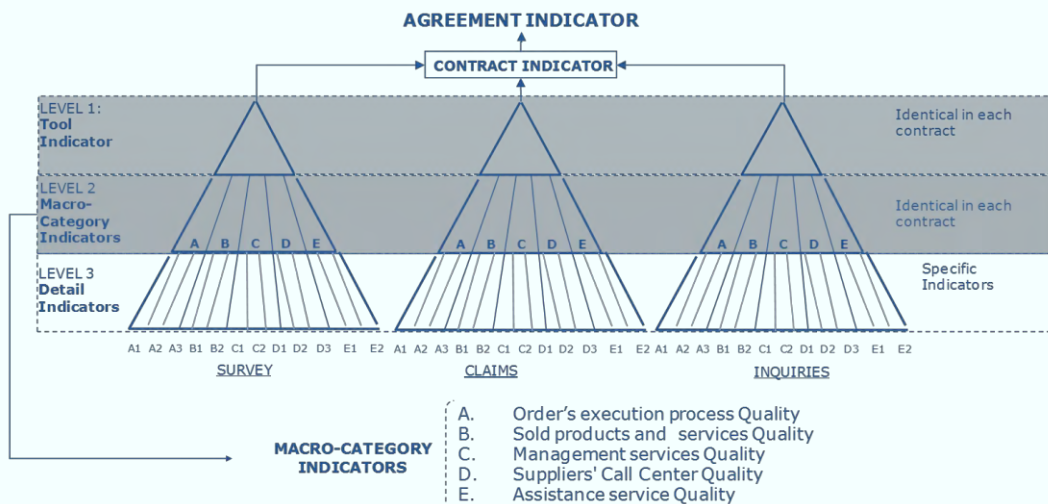 AGREEMENT INDICATOR
CONTRACT INDICATOR
LEVEL 1:
Tool
Indicator
Identical in each
contract
LEVEL 2
Macro-
Category
Indicators
Identical in each
contract
A B C D E
A B C D E
A B C D E
LEVEL 3
Detail
Indicators
Specific
Indicators
A1 A2 A3 B1 B2 C1 C2 D1 D2 D3 E1 E2
A1 A2 A3 B1 B2 C1 C2 D1 D2 D3 E1 E2
A1 A2 A3 B1 B2 C1 C2 D1 D2 D3 E1 E2
SURVEY
CLAIMS
INQUIRIES
MACRO-CATEGORY
INDICATORS
A. Order's execution process Quality
B. Sold products and services Quality
C. Management services Quality
D. Suppliers' Call Center Quality
E. Assistance service Quality